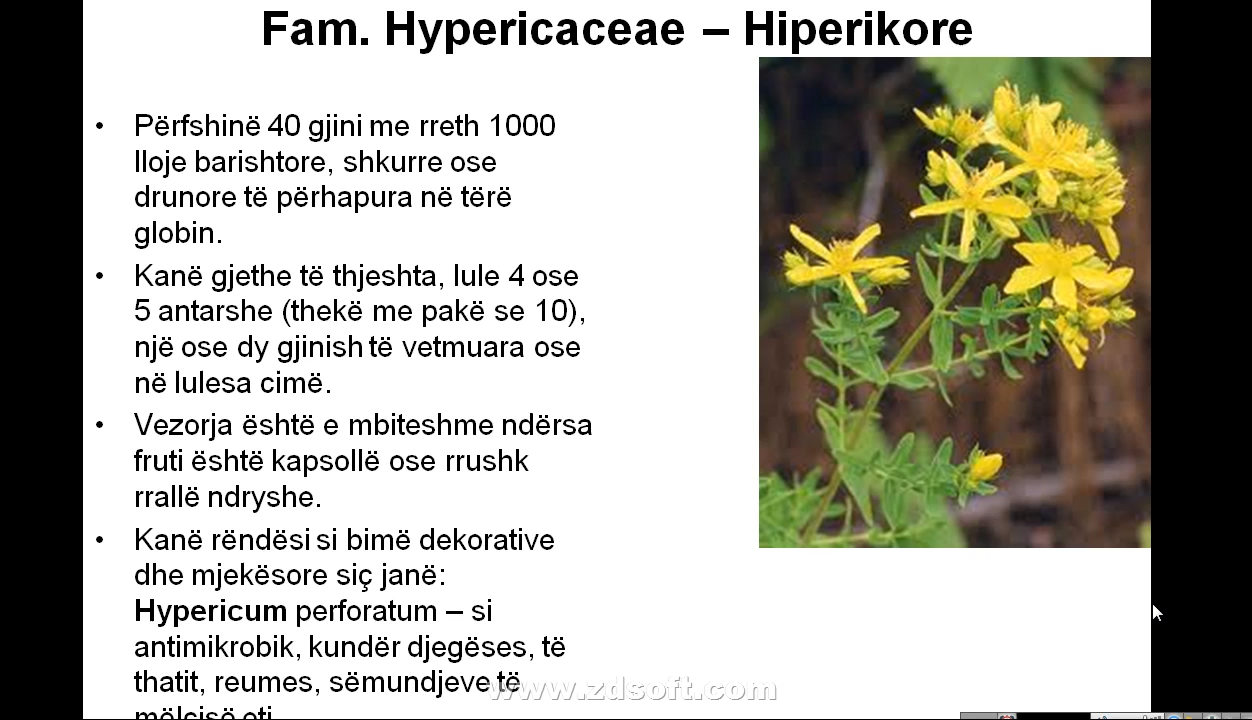 Fam. Hypericaceae – Hiperikore
• Përfshinë 40 gjini me rreth 1000
lloje barishtore, shkurre ose
drunore të përhapura në tërë
globin.
• Kanë gjethe të thjeshta, lule 4 ose
5 antarshe (thekë me pakë se 10),
një ose dy gjinish të vetmuara ose
në lulesa cimë.
• Vezorja është e mbiteshme ndërsa
fruti është kapsollë ose rrushk
rrallë ndryshe.
• Kanë rëndësi si bimë dekorative
dhe mjekësore siç janë:
Hypericum perforatum – si
antimikrobik, kundër djegëses, të
thatit, reumes, sëmundjeve të
mëlçisë etj
www.zdsoft.com